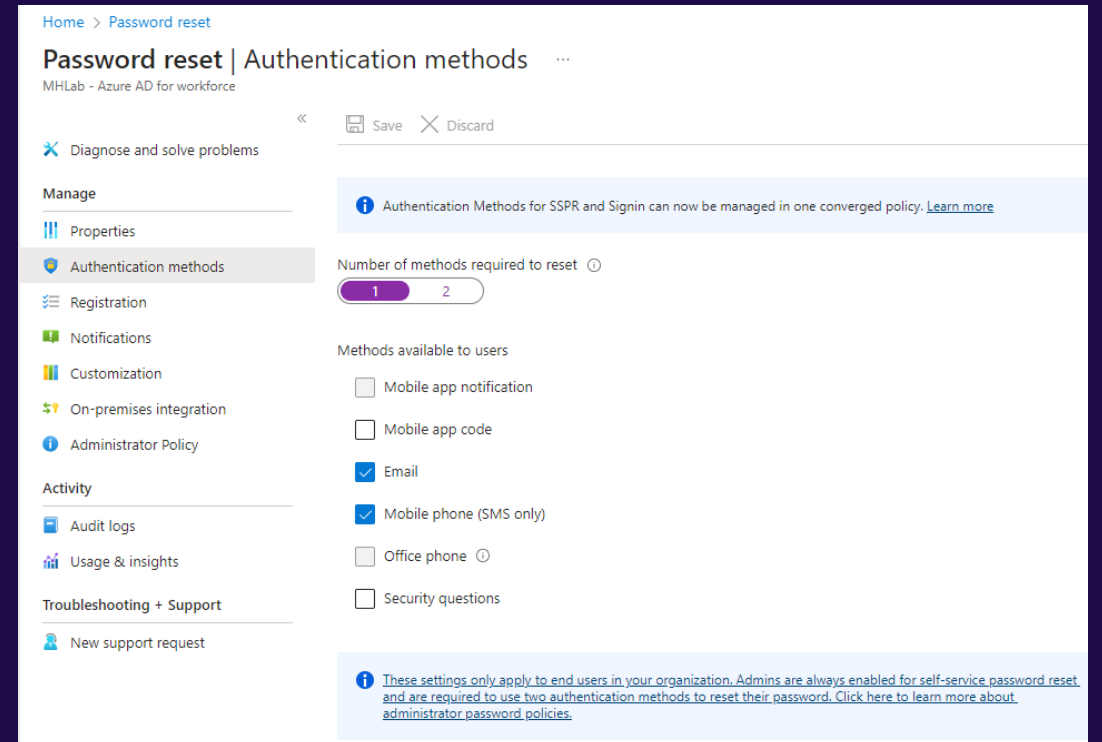 Home > Password reset
Password reset | Authentication methods ...
MHLab - Azure AD for workforce
«
Diagnose and solve problems
Manage
Properties
Authentication methods
Registration
Notifications
Customization
On-premises integration
Administrator Policy
Activity
Audit logs
Usage & insights
Troubleshooting + Support
New support request
Save Discard
Authentication Methods for SSPR and Signin can now be managed in one converged policy. Learn more
Number of methods required to reset
1 2
Methods available to users
Mobile app notification
Mobile app code
Email
Mobile phone (SMS only)
Office phone
Security questions
These settings only apply to end users in your organization. Admins are always enabled for self-service password reset
and are required to use two authentication methods to reset their password. Click here to learn more about
administrator password policies.